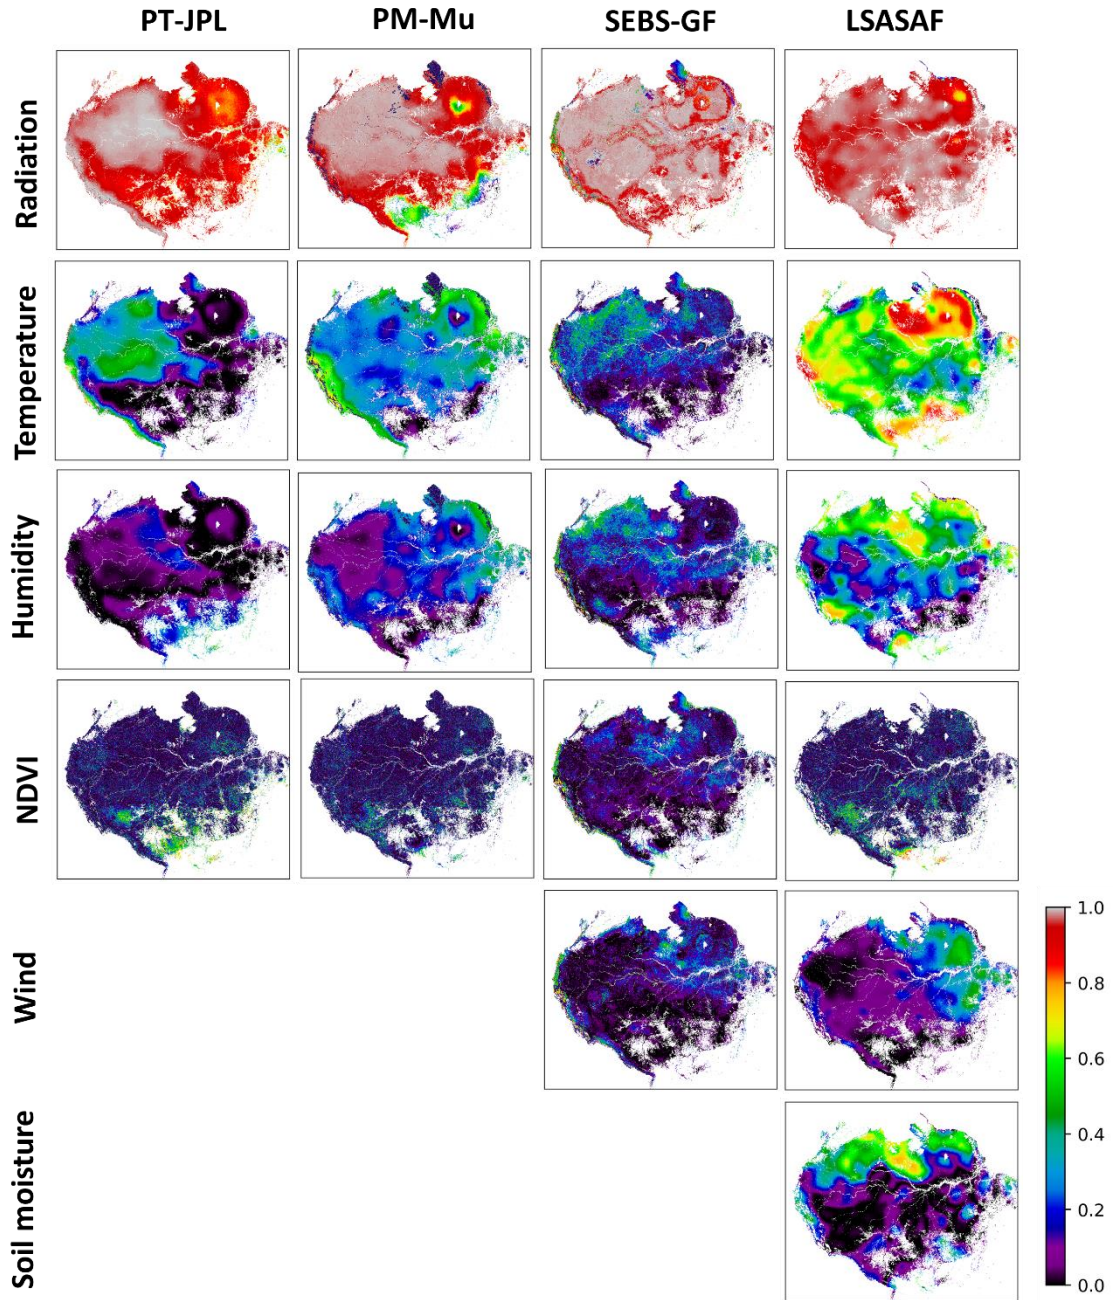 PT-JPL PM-Mu SEBS-GF LSASAF
Radiation
Temperature
Humidity
NDVI
Wind
Soil moisture
1.0
0.8
0.6
0.4
0.2
0.0